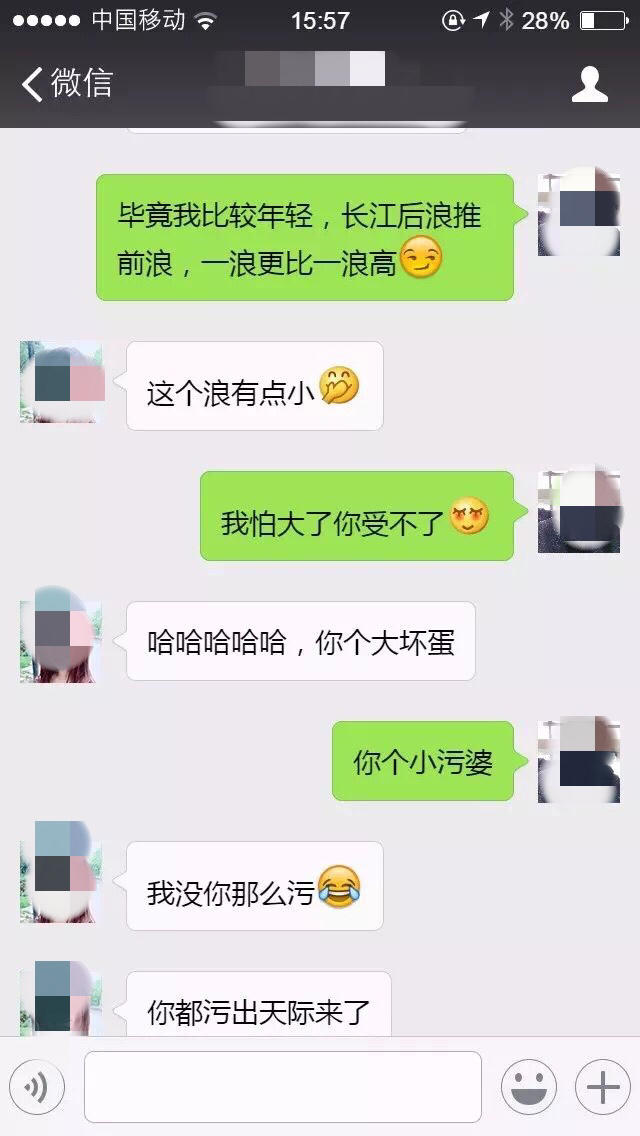 中国移动 15:57 28%
微信
毕竟我比较年轻，长江后浪推
前浪，一浪更比一浪高😏
这个浪有点小🤭
我怕大了你受不了
哈哈哈哈哈，你个大坏蛋
你个小污婆
我没你那么污😂
你都污出天际来了